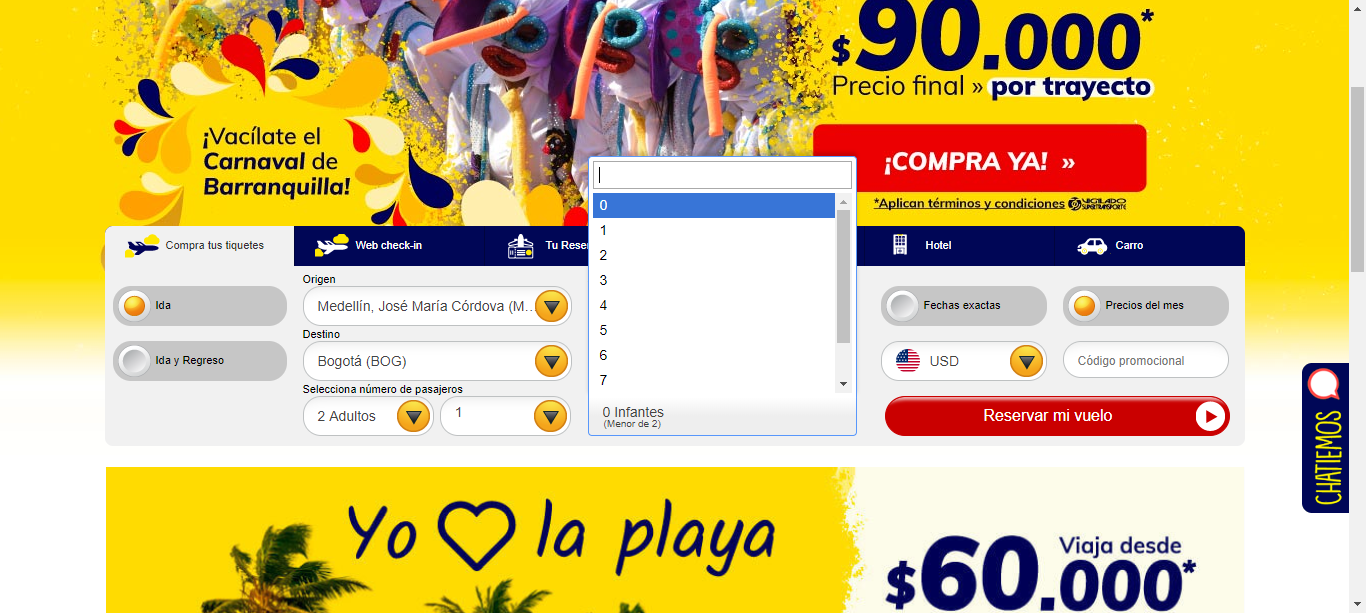 $90.000*
Precio final » por trayecto
¡Vacílate el
Carnaval de
Barranquilla!
¡COMPRA YA! »
*Aplican términos y condiciones VIGILADO SUPERTRANSPORTE
Compra tus tiquetes
Web check-in
Tu Rese
Hotel
Carro
0
1
2
3
4
5
6
7
0 Infantes
(Menor de 2)
Ida
Ida y Regreso
Origen
Medellín, José María Córdova (M...
Destino
Bogotá (BOG)
Selecciona número de pasajeros
2 Adultos
1
Fechas exactas
Precios del mes
USD
Código promocional
Reservar mi vuelo
CHATIEMOS
Yo la playa
Viaja desde
$60.000*